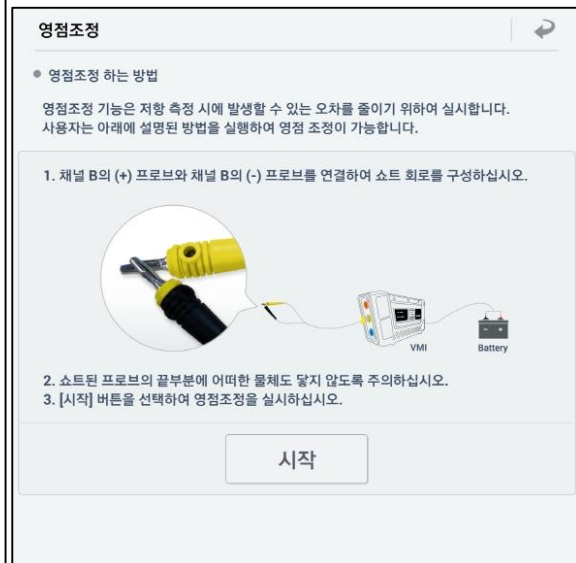 영점조정
영점조정 하는 방법
영점조정 기능은 저항 측정 시에 발생할 수 있는 오차를 줄이기 위하여 실시합니다.
사용자는 아래에 설명된 방법을 실행하여 영점 조정이 가능합니다.
1. 채널 B의 (+) 프로브와 채널 B의 (-) 프로브를 연결하여 쇼트 회로를 구성하십시오.
VMI
Battery
2. 쇼트된 프로브의 끝부분에 어떠한 물체도 닿지 않도록 주의하십시오.
3. [시작] 버튼을 선택하여 영점조정을 실시하십시오.
시작